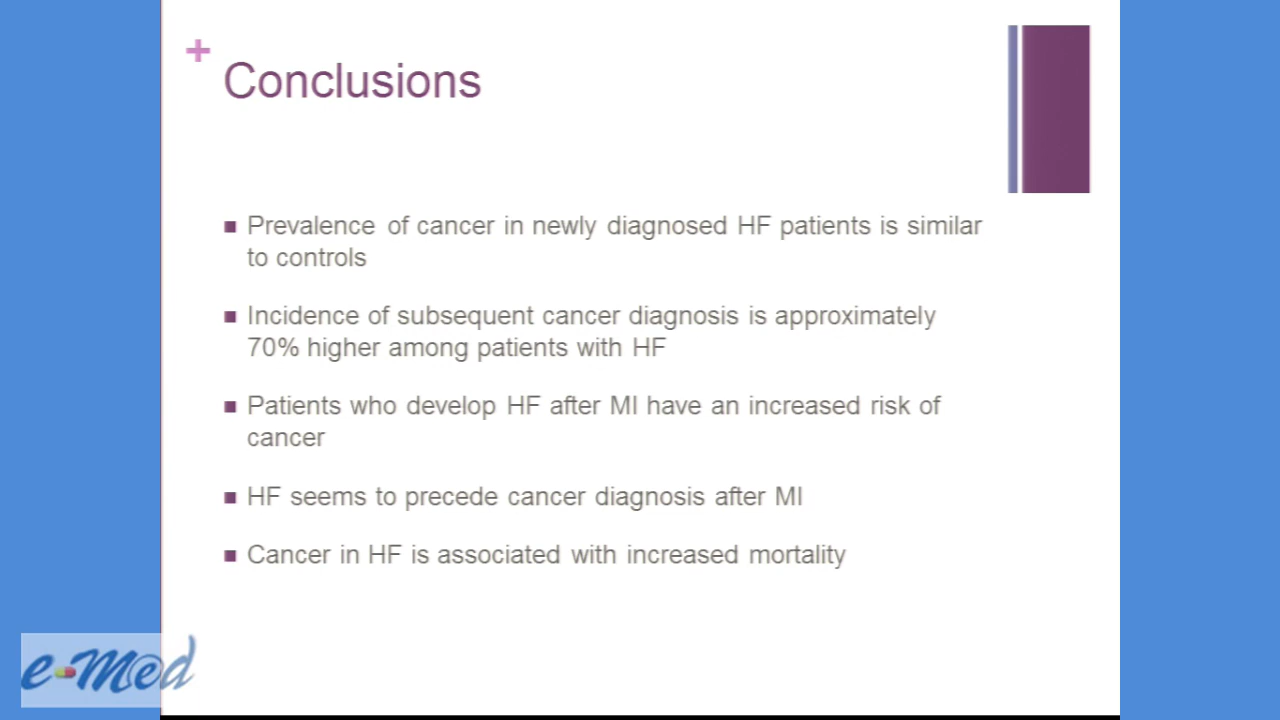 +
Conclusions
Prevalence of cancer in newly diagnosed HF patients is similar
to controls
Incidence of subsequent cancer diagnosis is approximately
70% higher among patients with HF
Patients who develop HF after MI have an increased risk of
cancer
HF seems to precede cancer diagnosis after MI
Cancer in HF is associated with increased mortality
e-Med